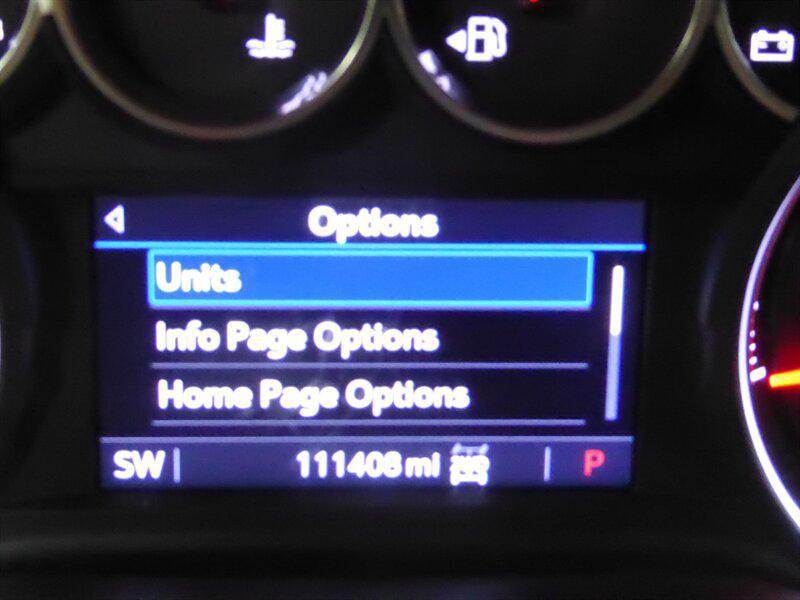 Options
Units
Info Page Options
Home Page Options
SW 111408 mi P